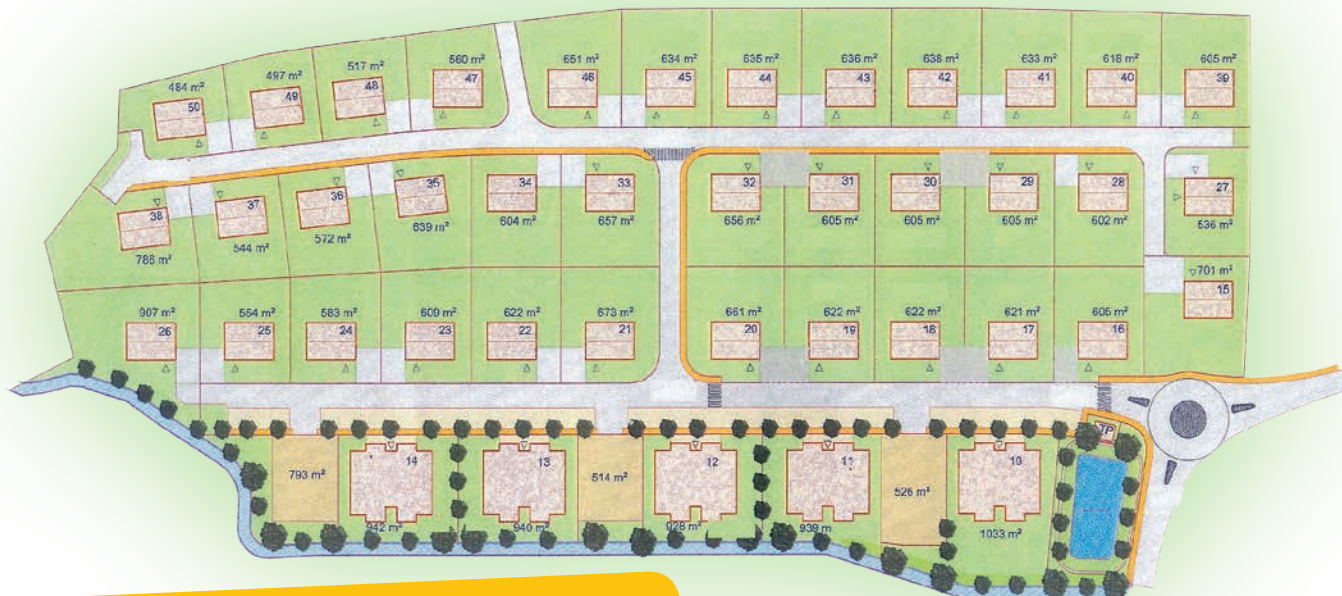 560 m²
47
517 m²
48
497 m²
49
484 m²
50
651 m²
46
634 m²
45
635 m²
44
636 m²
43
638 m²
42
633 m²
41
618 m²
40
605 m²
39
38
786 m²
37
544 m²
36
572 m²
35
639 m²
34
604 m²
33
657 m²
32
656 m²
31
605 m²
30
605 m²
29
605 m²
28
602 m²
27
536 m²
701 m²
15
907 m²
26
554 m²
25
583 m²
24
609 m²
23
622 m²
22
673 m²
21
661 m²
20
622 m²
19
622 m²
18
621 m²
17
605 m²
16
TP
793 m²
14
942 m²
13
940 m²
514 m²
12
928 m²
11
939 m
526 m²
10
1033 m²